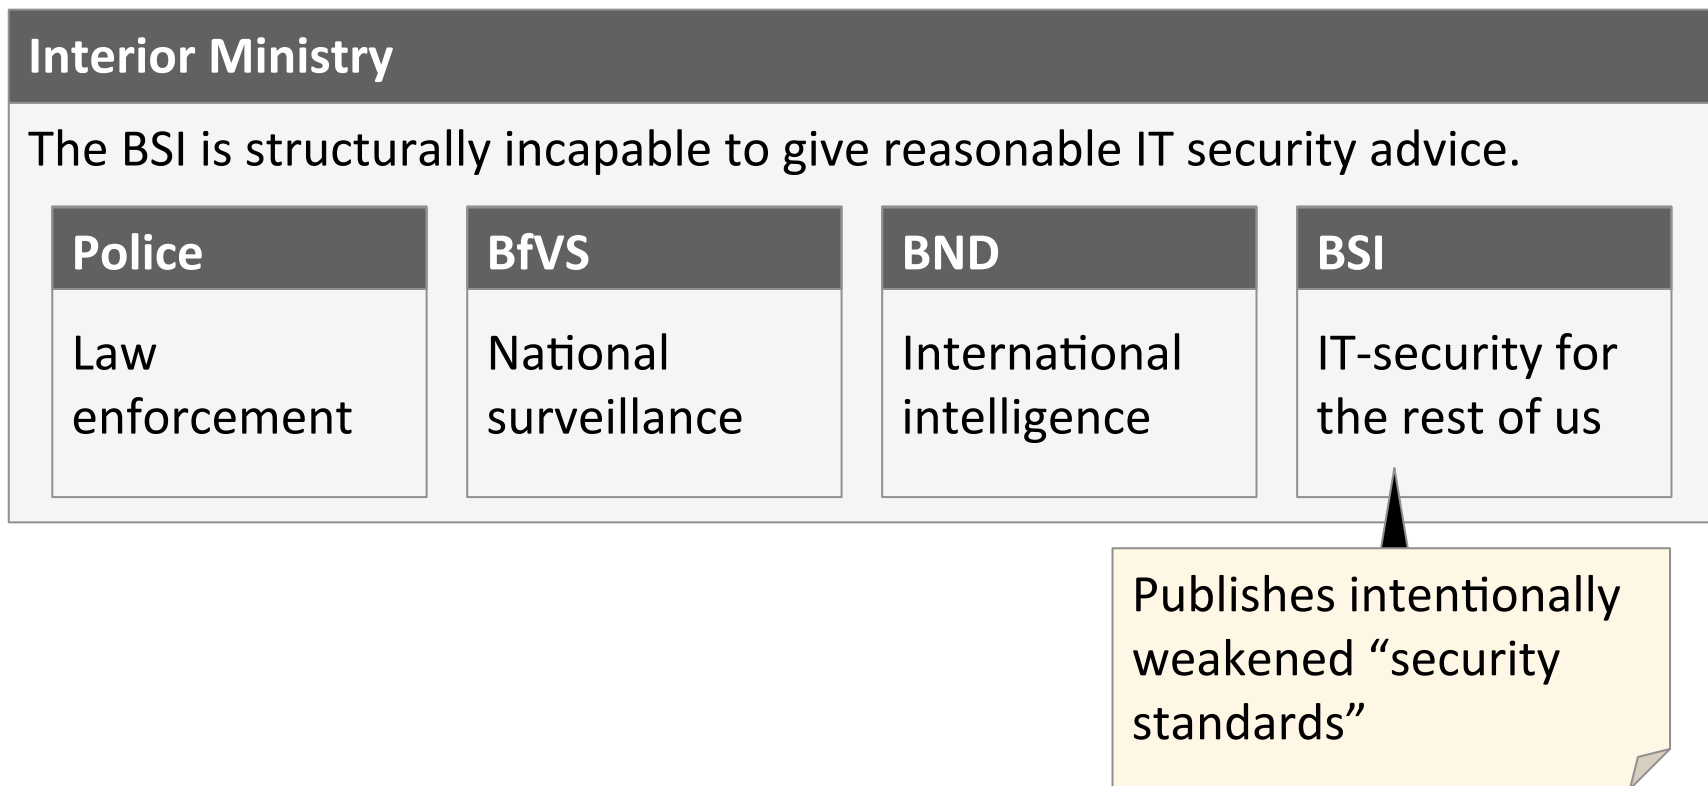 Interior Ministry
The BSI is structurally incapable to give reasonable IT security advice.
Police
Law
enforcement
BfVS
National
surveillance
BND
International
intelligence
BSI
IT-security for
the rest of us
Publishes intentionally
weakened “security
standards”